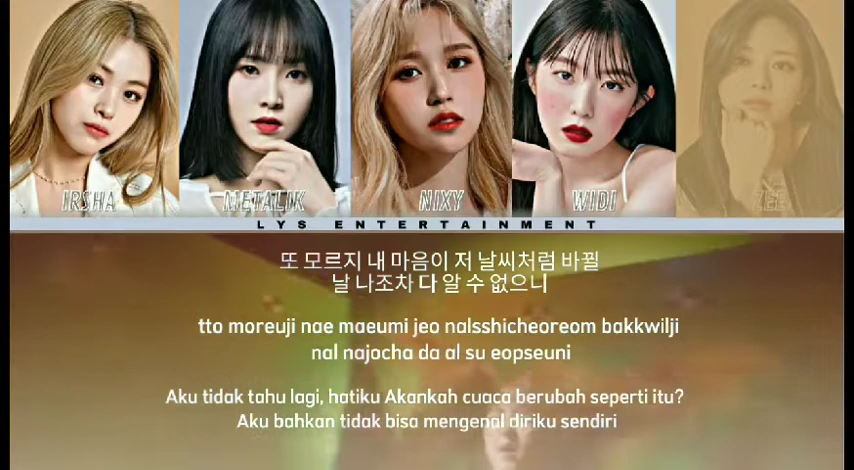 IRSHA
METALIK
NIXY
WIDI
ZEE
LYS ENTERTAINMENT
또 모르지 내 마음이 저 날씨처럼 바뀔
날 나조차 다 알 수 없으니
tto moreuji nae maeumi jeo nalsshicheoreom bakkwilji
nal najocha da al su eopseuni
Aku tidak tahu lagi, hatiku Akankah cuaca berubah seperti itu?
Aku bahkan tidak bisa mengenal diriku sendiri